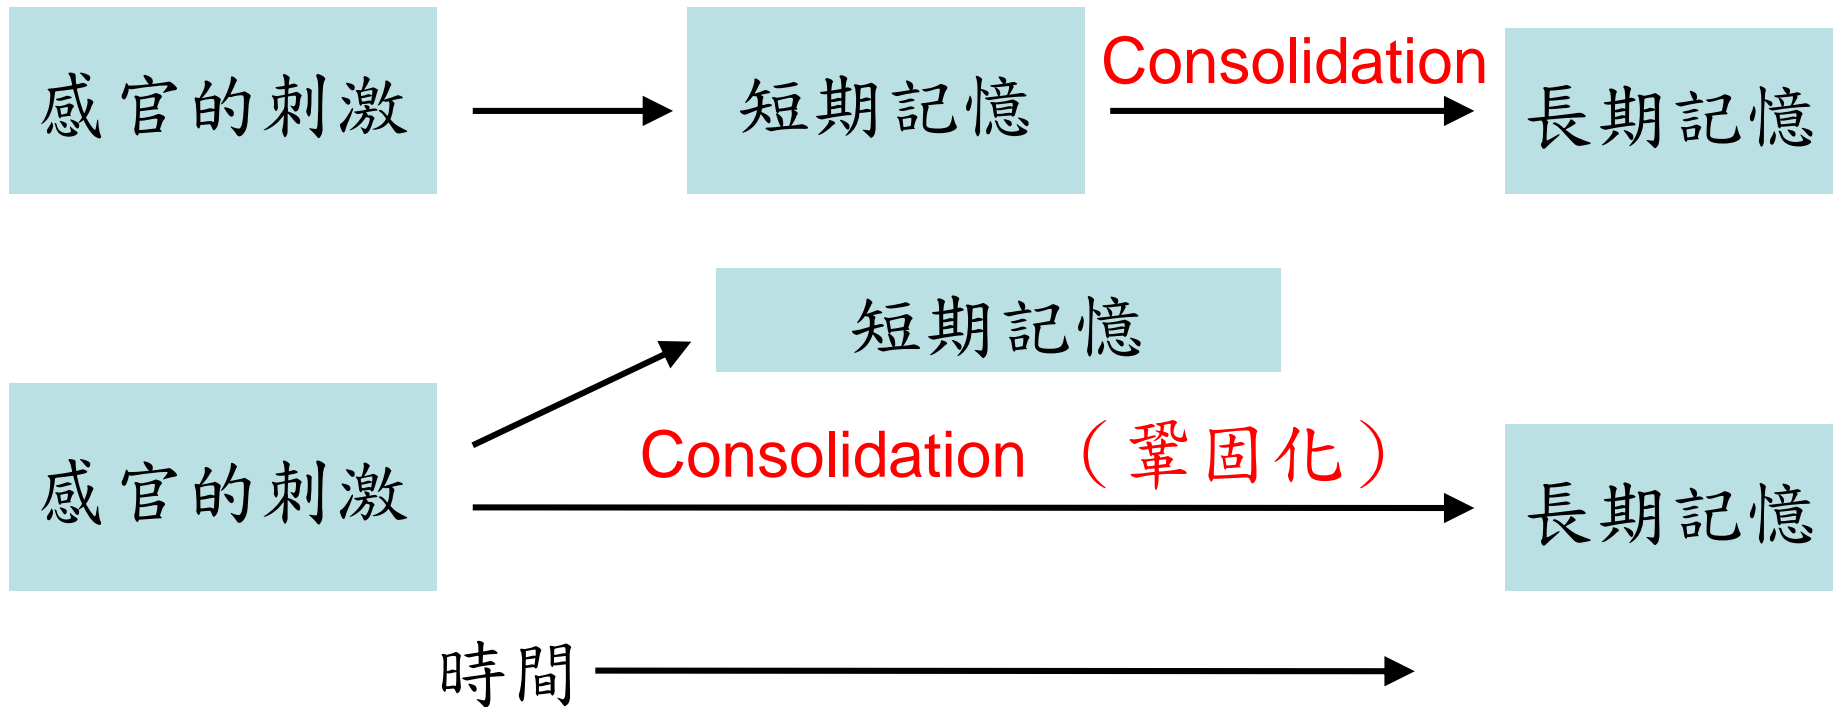 感官的刺激
短期記憶
Consolidation
長期記憶
短期記憶
感官的刺激
Consolidation （鞏固化）
長期記憶
時間